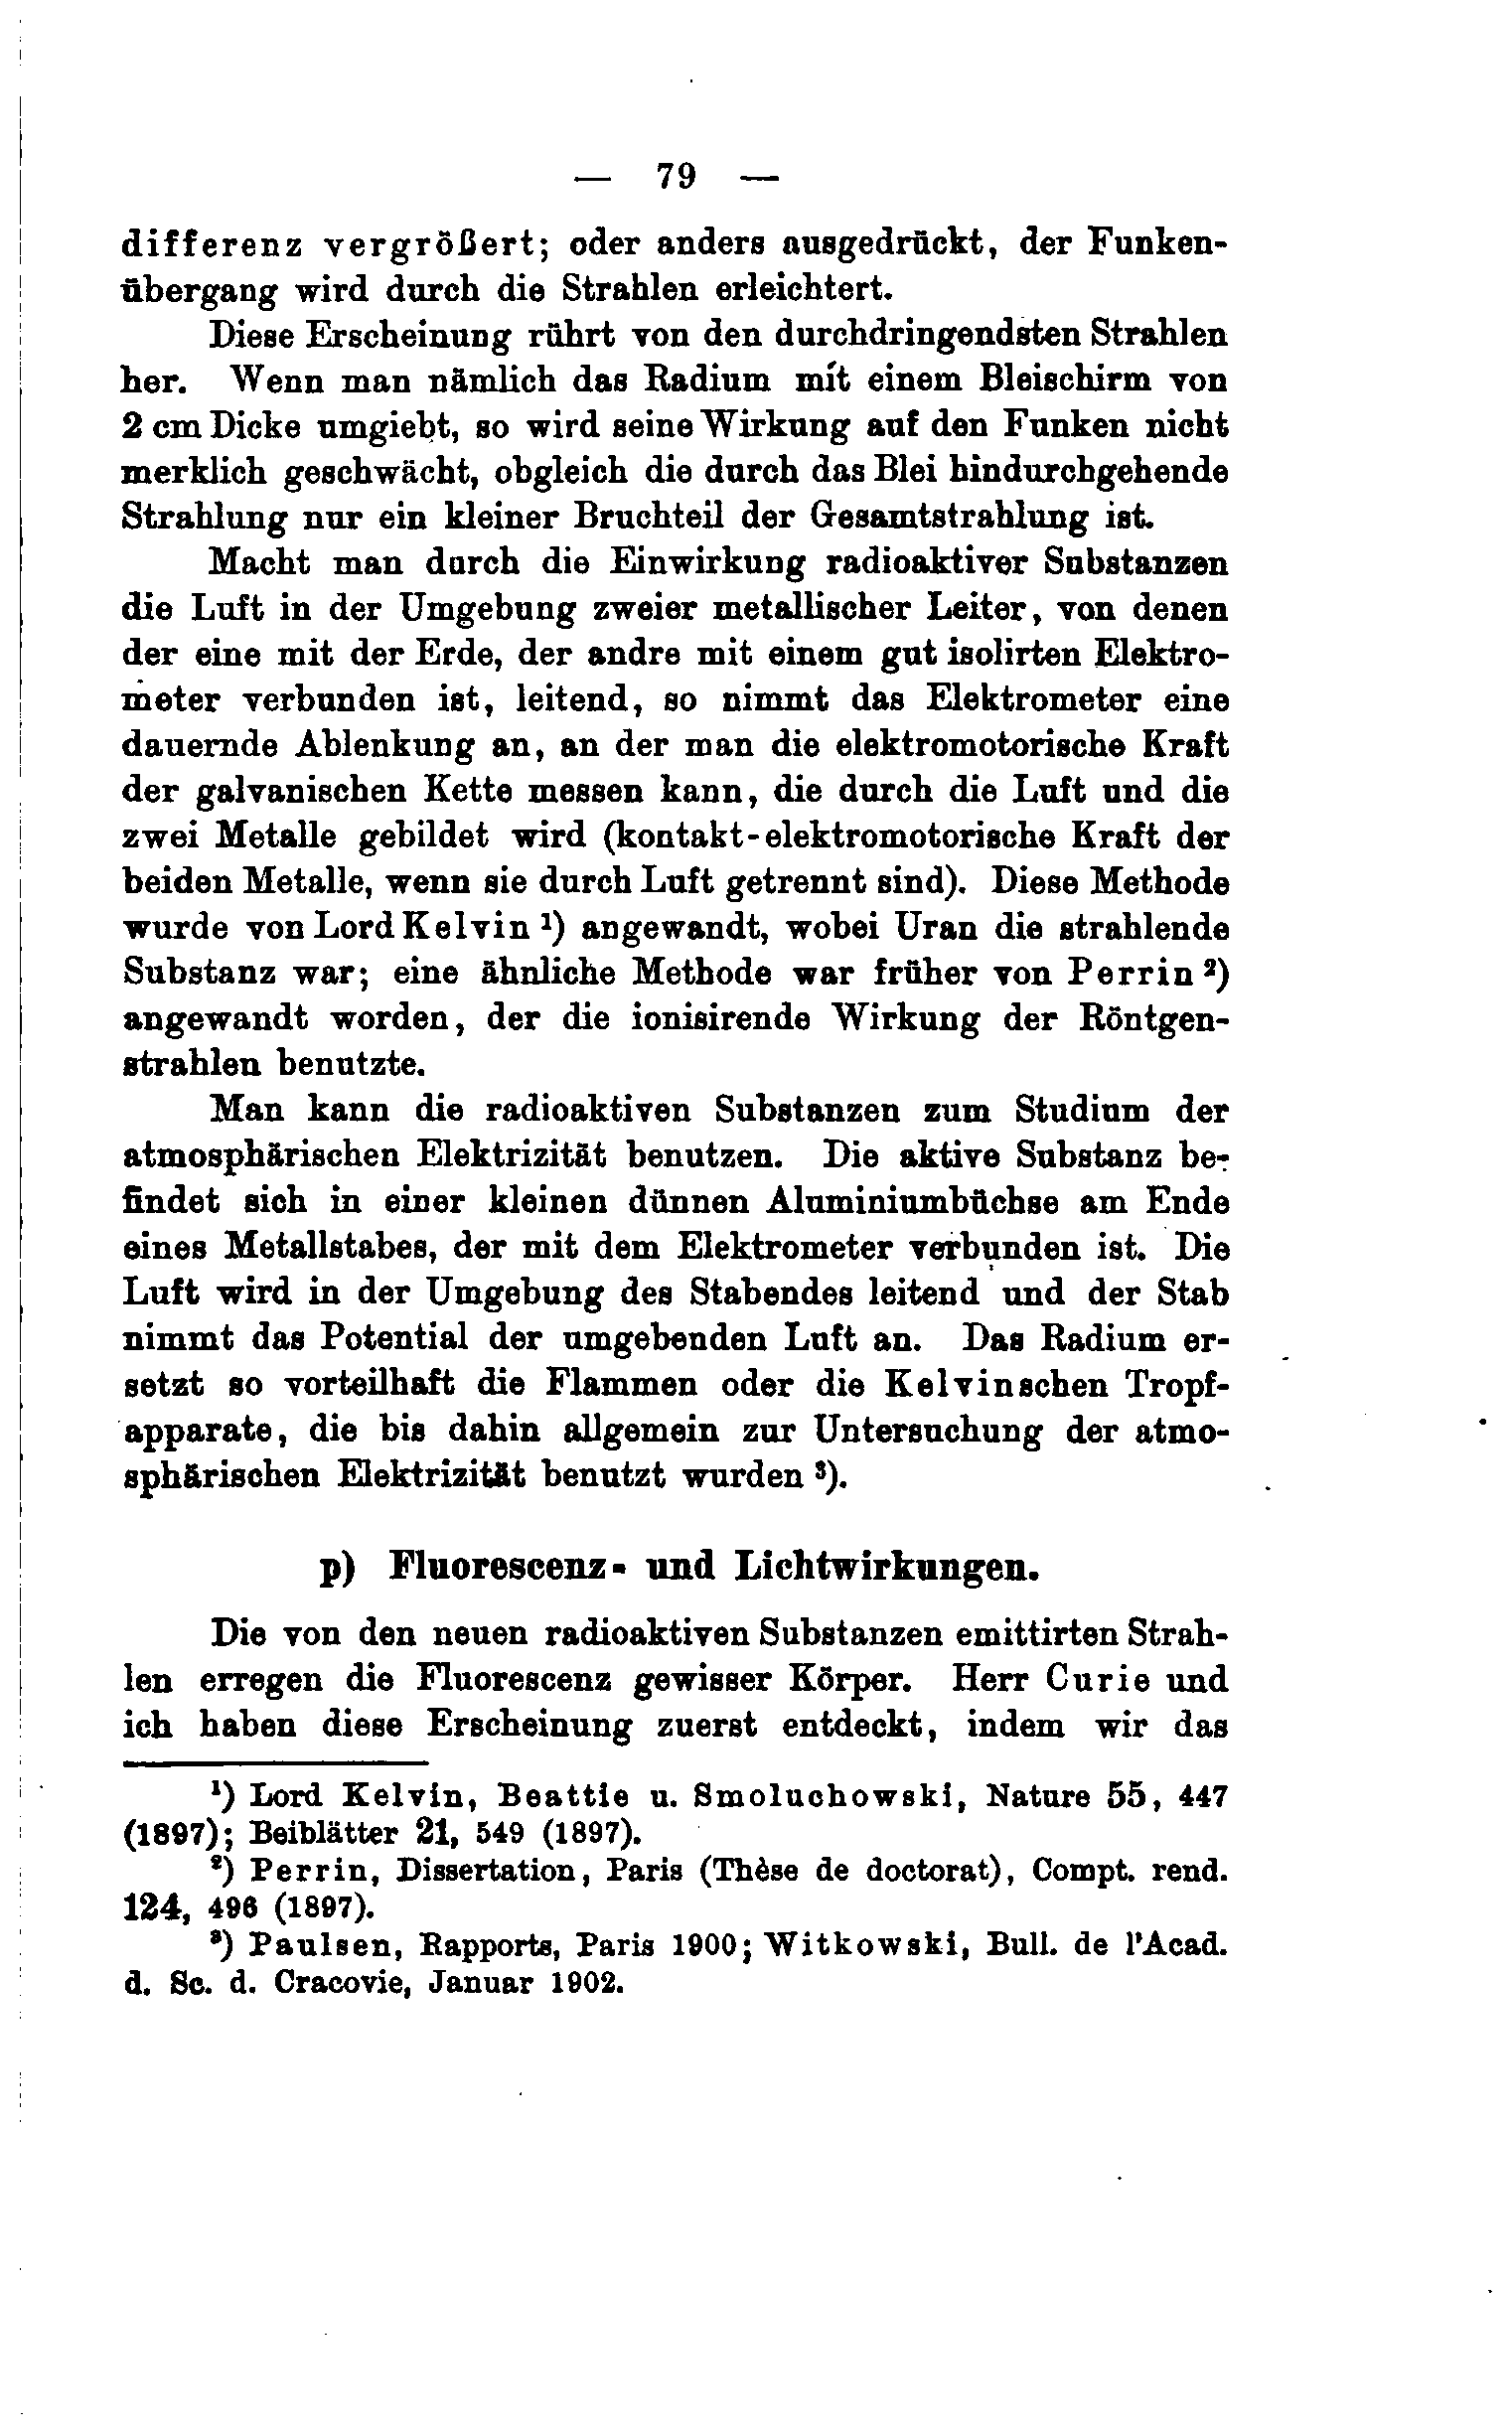 — 79 —
differenz vergrößert; oder anders ausgedrückt, der Funken-
übergang wird durch die Strahlen erleichtert.
Diese Erscheinung rührt von den durchdringendsten Strahlen
her. Wenn man nämlich das Radium mit einem Bleischirm von
2 cm Dicke umgiebt, so wird seine Wirkung auf den Funken nicht
merklich geschwächt, obgleich die durch das Blei hindurchgehende
Strahlung nur ein kleiner Bruchteil der Gesamtstrahlung ist.
Macht man durch die Einwirkung radioaktiver Substanzen
die Luft in der Umgebung zweier metallischer Leiter, von denen
der eine mit der Erde, der andre mit einem gut isolirten Elektro-
meter verbunden ist, leitend, so nimmt das Elektrometer eine
dauernde Ablenkung an, an der man die elektromotorische Kraft
der galvanischen Kette messen kann, die durch die Luft und die
zwei Metalle gebildet wird (kontakt-elektromotorische Kraft der
beiden Metalle, wenn sie durch Luft getrennt sind). Diese Methode
wurde von Lord Kelvin ¹) angewandt, wobei Uran die strahlende
Substanz war; eine ähnliche Methode war früher von Perrin ²)
angewandt worden, der die ionisirende Wirkung der Röntgen-
strahlen benutzte.
Man kann die radioaktiven Substanzen zum Studium der
atmosphärischen Elektrizität benutzen. Die aktive Substanz be-
findet sich in einer kleinen dünnen Aluminiumbüchse am Ende
eines Metallstabes, der mit dem Elektrometer verbunden ist. Die
Luft wird in der Umgebung des Stabendes leitend und der Stab
nimmt das Potential der umgebenden Luft an. Das Radium er-
setzt so vorteilhaft die Flammen oder die Kelvinschen Tropf-
apparate, die bis dahin allgemein zur Untersuchung der atmo-
sphärischen Elektrizität benutzt wurden ³).
p) Fluorescenz- und Lichtwirkungen.
Die von den neuen radioaktiven Substanzen emittirten Strah-
len erregen die Fluorescenz gewisser Körper. Herr Curie und
ich haben diese Erscheinung zuerst entdeckt, indem wir das
¹) Lord Kelvin, Beattie u. Smoluchowski, Nature 55, 447
(1897); Beiblätter 21, 549 (1897).
²) Perrin, Dissertation, Paris (Thèse de doctorat), Compt. rend.
124, 496 (1897).
³) Paulsen, Rapports, Paris 1900; Witkowski, Bull. de l'Acad.
d. Sc. d. Cracovie, Januar 1902.